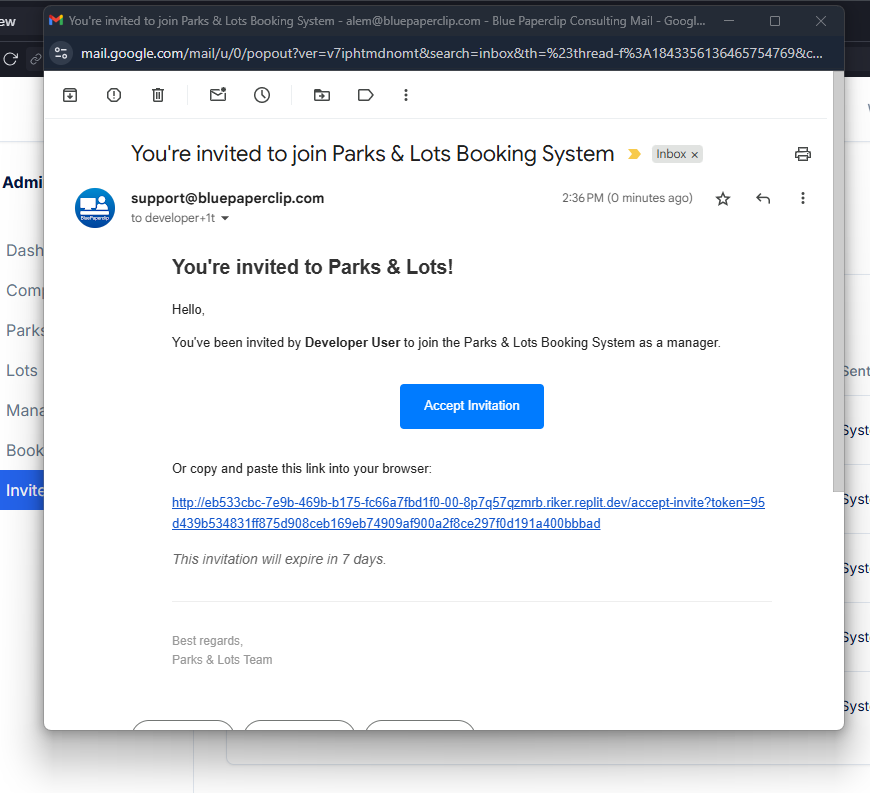 You're invited to join Parks & Lots Booking System - alem@bluepaperclip.com - Blue Paperclip Consulting Mail - Googl...
mail.google.com/mail/u/0/popout?ver=v7iphtmdnomt&search=inbox&th=%23thread-f%3A1843356136465754769&c...
You're invited to join Parks & Lots Booking System
Inbox ×
support@bluepaperclip.com
2:36 PM (0 minutes ago)
to developer+1t
BluePaperclip
You're invited to Parks & Lots!
Hello,
You've been invited by Developer User to join the Parks & Lots Booking System as a manager.
Accept Invitation
Or copy and paste this link into your browser:
http://eb533cbc-7e9b-469b-b175-fc66a7fbd1f0-00-8p7q57qzmrb.riker.replit.dev/accept-invite?token=95
d439b534831ff875d908ceb169eb74909af900a2f8ce297f0d191a400bbbad
This invitation will expire in 7 days.
Best regards,
Parks & Lots Team
ew
Admi
Dash
Comp
Parks
Lots
Mana
Book
Invite
Sent
Syst
Syst
Syst
Syst
Syst